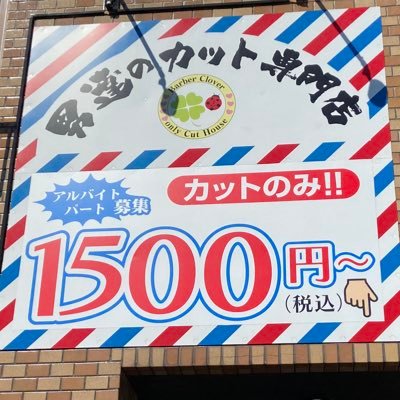 男達のカット専門店
Barber Clover
only Cut House
アルバイト
パート募集
カットのみ!!
1500円~
(税込)